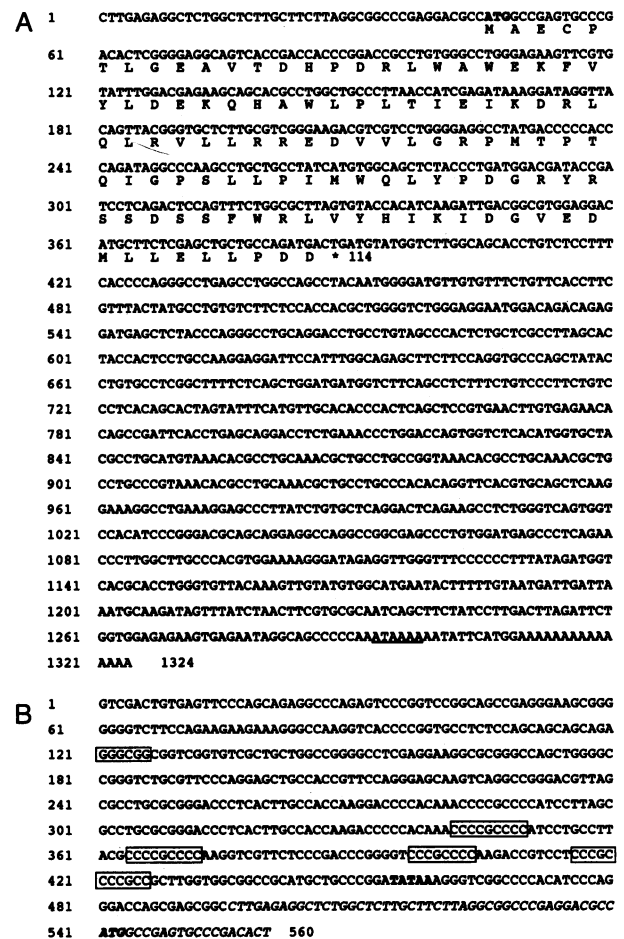 A
1 CTTGAGAGGCTCTGGCTCTTGCTTCTTAGGCGGCCCGAGGACGCCATGGCCGAGTGCCCG
M A E C P
61 ACACTCGGGGAGGCAGTCACCGACCACCCGGACCGCCTGTGGGCCTGGGAGAAGTTCGTG
T L G E A V T D H P D R L W A W E K F V
121 TATTTGGACGAGAAGCAGCACGCCTGGCTGCCCTTAACCATCGAGATAAAGGATAGGTTA
Y L D E K Q H A W L P L T I E I K D R L
181 CAGTTACGGGTGCTCTTGCGTCGGGAAGACGTCGTCCTGGGGAGGCCTATGACCCCCACC
Q L R V L L R R E D V V L G R P M T P T
241 CAGATAGGCCCAAGCCTGCTGCCTATCATGTGGCAGCTCTACCCTGATGGACGATACCGA
Q I G P S L L P I M W Q L Y P D G R Y R
301 TCCTCAGACTCCAGTTTCTGGCGCTTAGTGTACCACATCAAGATTGACGGCGTGGAGGAC
S S D S S F W R L V Y H I K I D G V E D
361 ATGCTTCTCGAGCTGCTGCCAGATGACTGATGTATGGTCTTGGCAGCACCTGTCTCCTTT
M L L E L L P D D * 114
421 CACCCCAGGGCCTGAGCCTGGCCAGCCTACAATGGGGATGTTGTGTTTCTGTTCACCTTC
481 GTTTACTATGCCTGTGTCTTCTCCACCACGCTGGGGTCTGGGAGGAATGGACAGACAGAG
541 GATGAGCTCTACCCAGGGCCTGCAGGACCTGCCTGTAGCCCACTCTGCTCGCCTTAGCAC
601 TACCACTCCTGCCAAGGAGGATTCCATTTGGCAGAGCTTCTTCCAGGTGCCCAGCTATAC
661 CTGTGCCTCGGCTTTTCTCAGCTGGATGATGGTCTTCAGCCTCTTTCTGTCCCTTCTGTC
721 CCTCACAGCACTAGTATTTCATGTTGCACACCCACTCAGCTCCGTGAACTTGTGAGAACA
781 CAGCCGATTCACCTGAGCAGGACCTCTGAAACCCTGGACCAGTGGTCTCACATGGTGCTA
841 CGCCTGCATGTAAACACGCCTGCAAACGCTGCCTGCCGGTAAACACGCCTGCAAACGCTG
901 CCTGCCCGTAAACACGCCTGCAAACGCTGCCTGCCCACACAGGTTCACGTGCAGCTCAAG
961 GAAAGGCCTGAAAGGAGCCCTTATCTGTGCTCAGGACTCAGAAGCCTCTGGGTCAGTGGT
1021 CCACATCCCGGGACGCAGCAGGAGGCCAGGCCGGCGAGCCCTGTGGATGAGCCCTCAGAA
1081 CCCTTGGCTTGCCCACGTGGAAAAGGGATAGAGGTTGGGTTTCCCCCCTTTATAGATGGT
1141 CACGCACCTGGGTGTTACAAAGTTGTATGTGGCATGAATACTTTTTGTAATGATTGATTA
1201 AATGCAAGATAGTTTATCTAACTTCGTGCGCAATCAGCTTCTATCCTTGACTTAGATTCT
1261 GGTGGAGAGAAGTGAGAATAGGCAGCCCCCAAATAAAAAATATTCATGGAAAAAAAAAAA
1321 AAAA 1324
B
1 GTCGACTGTGAGTTCCCAGCAGAGGCCCAGAGTCCCGGTCCGGCAGCCGAGGGAAGCGGG
61 GGGGTCTTCCAGAAGAAGAAAGGGCCAAGGTCACCCCGGTGCCTCTCCAGCAGCAGCAGA
121 GGGCGGCGGTCGGTGTCGCTGCTGGCCGGGGCCTCGAGGAAGGCGCGGGCCAGCTGGGGC
181 CGGGTCTGCGTTCCCAGGAGCTGCCACCGTTCCAGGGAGCAAGTCAGGCCGGGACGTTAG
241 CGCCTGCGCGGGACCCTCACTTGCCACCAAGGACCCCACAAACCCCGCCCCATCCTTAGC
301 GCCTGCGCGGGACCCTCACTTGCCACCAAGACCCCCACAAACCCCGCCCCATCCTGCCTT
361 ACGCCCCGCCCCAAGGTCGTTCTCCCGACCCGGGGTCCCGCCCCAAGACCGTCCTCCCGC
421 CCCGCCGCTTGGTGGCGGCCGCATGCTGCCCGGATATAAAGGGTCGGCCCCACATCCCAG
481 GGACCAGCGAGCGGCCTTGAGAGGCTCTGGCTCTTGCTTCTTAGGCGGCCCGAGGACGCC
541 ATGGCCGAGTGCCCGACACT 560